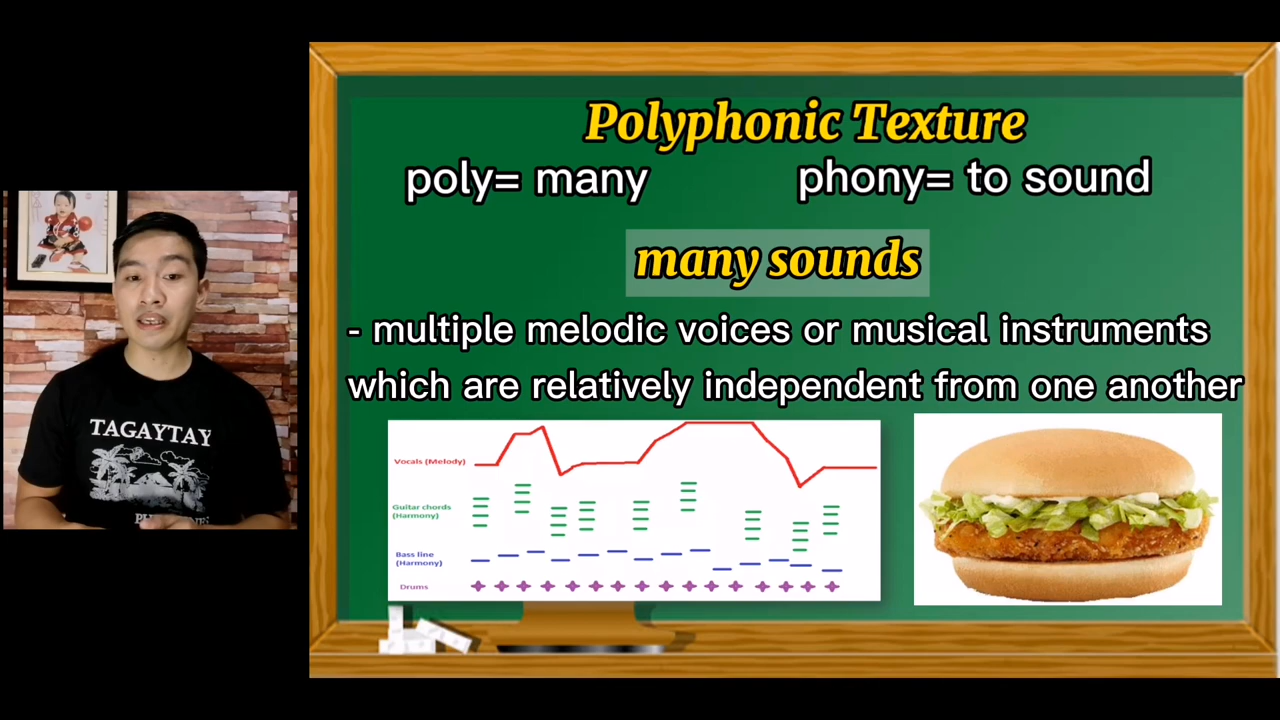 Polyphonic Texture
poly= many phony= to sound
many sounds
- multiple melodic voices or musical instruments
which are relatively independent from one another
Vocals (Melody)
Guitar chords
(Harmony)
Bass line
(Harmony)
Drums
TAGAYTAY